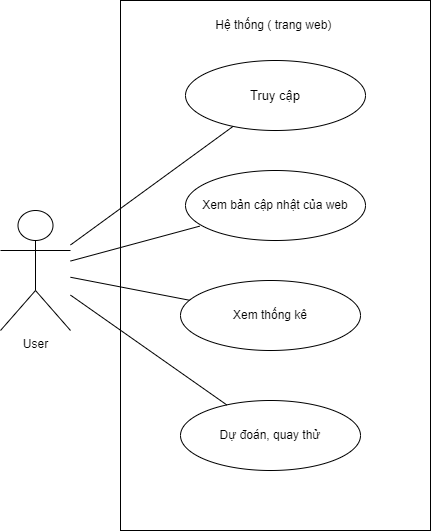 Hệ thống ( trang web)
Truy cập
Xem bản cập nhật của web
Xem thống kê
User
Dự đoán, quay thử